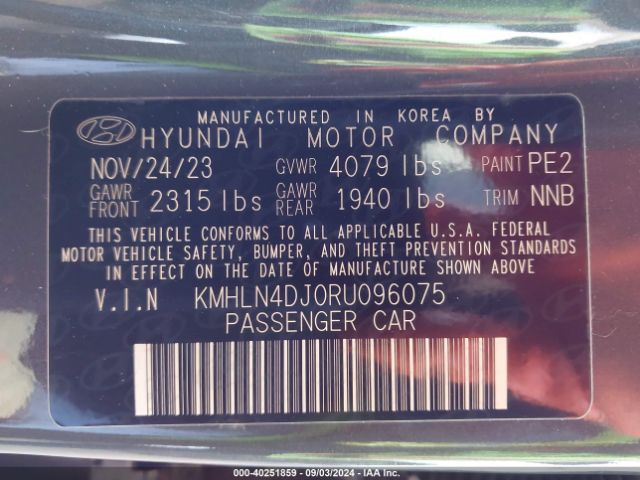 MANUFACTURED IN KOREA BY
HYUNDAI MOTOR COMPANY
NOV/24/23 GVWR 4079 lbs PAINT PE2
GAWR FRONT 2315 lbs GAWR REAR 1940 lbs TRIM NNB
THIS VEHICLE CONFORMS TO ALL APPLICABLE U.S.A. FEDERAL
MOTOR VEHICLE SAFETY, BUMPER, AND THEFT PREVENTION STANDARDS
IN EFFECT ON THE DATE OF MANUFACTURE SHOWN ABOVE
V.I.N KMHLN4DJ0RU096075
PASSENGER CAR
000-40251859 - 09/03/2024 - IAA Inc.